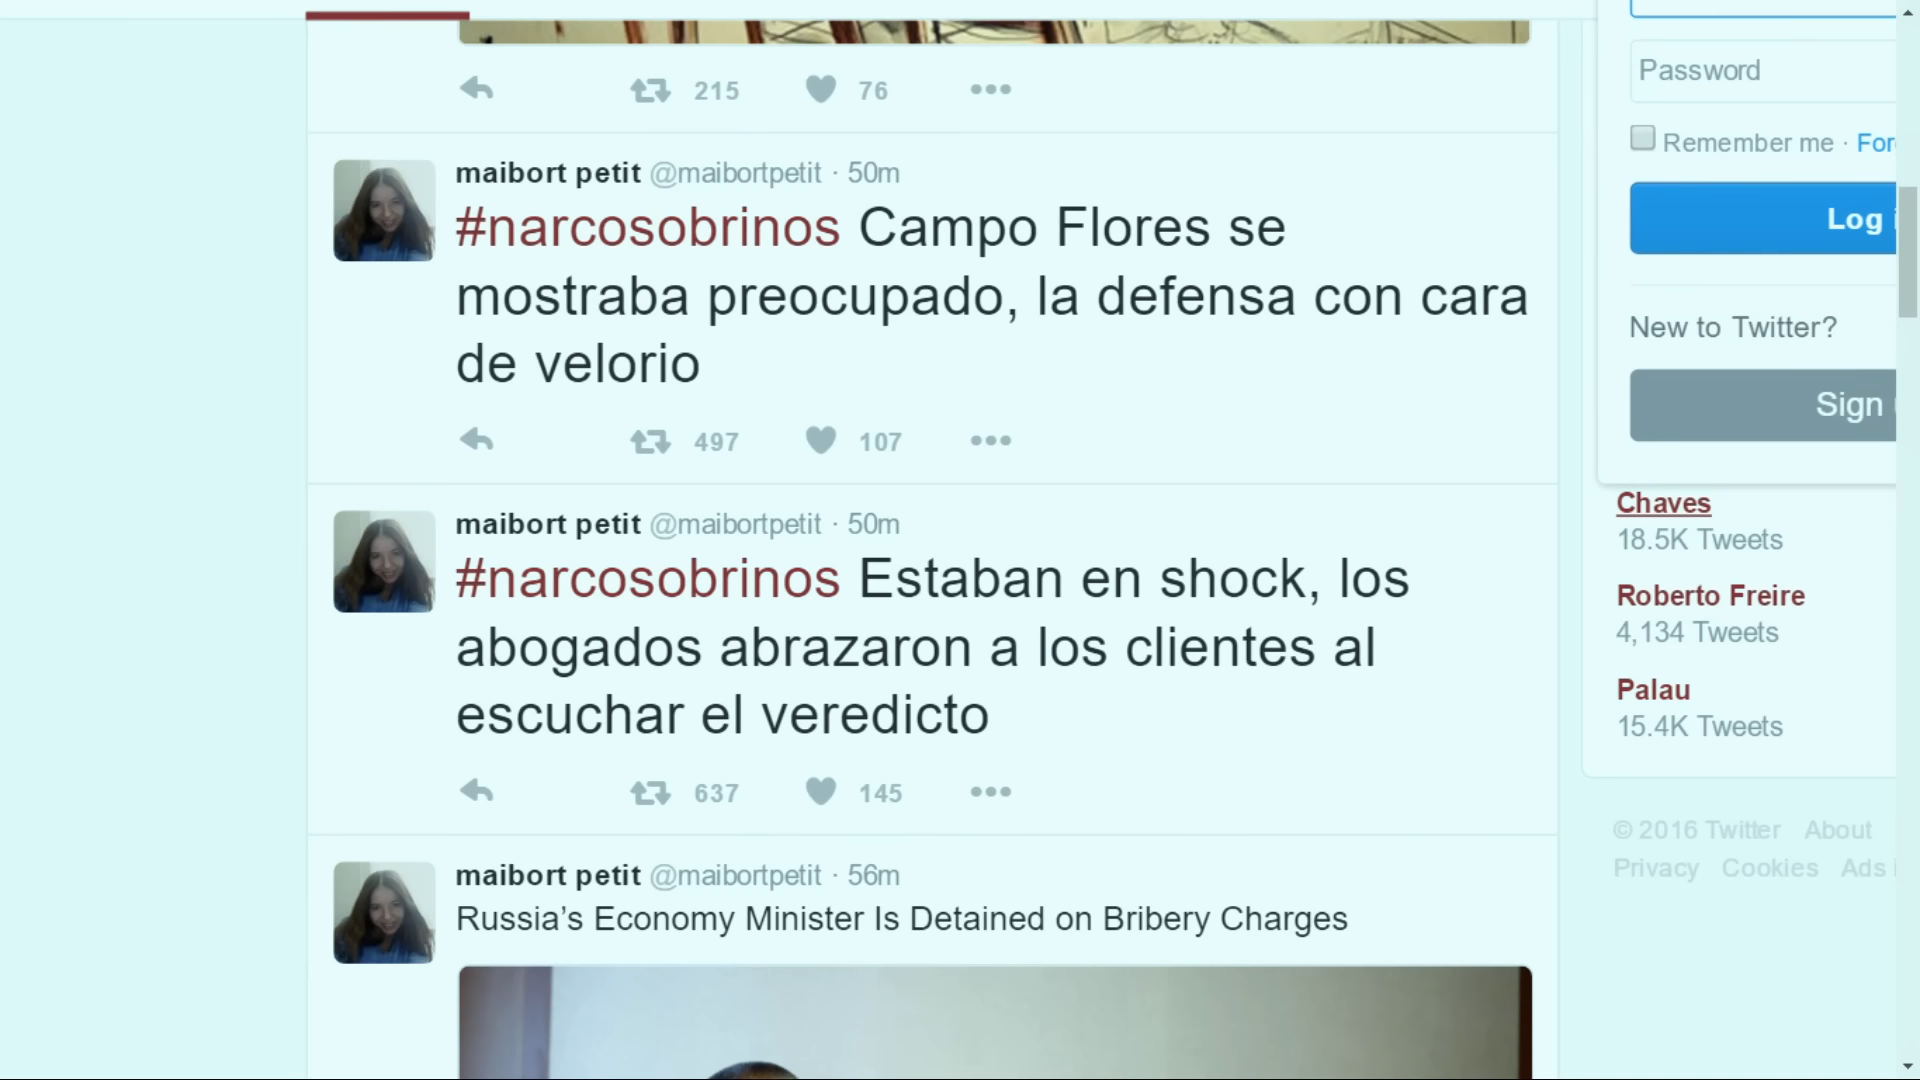 215 76
maibort petit @maibortpetit · 50m
#narcosobrinos Campo Flores se
mostraba preocupado, la defensa con cara
de velorio
497 107
maibort petit @maibortpetit · 50m
#narcosobrinos Estaban en shock, los
abogados abrazaron a los clientes al
escuchar el veredicto
637 145
maibort petit @maibortpetit · 56m
Russia’s Economy Minister Is Detained on Bribery Charges
Password
Remember me ·
Log
New to Twitter?
Sign
Chaves
18.5K Tweets
Roberto Freire
4,134 Tweets
Palau
15.4K Tweets
© 2016 Twitter About
Privacy Cookies Ads